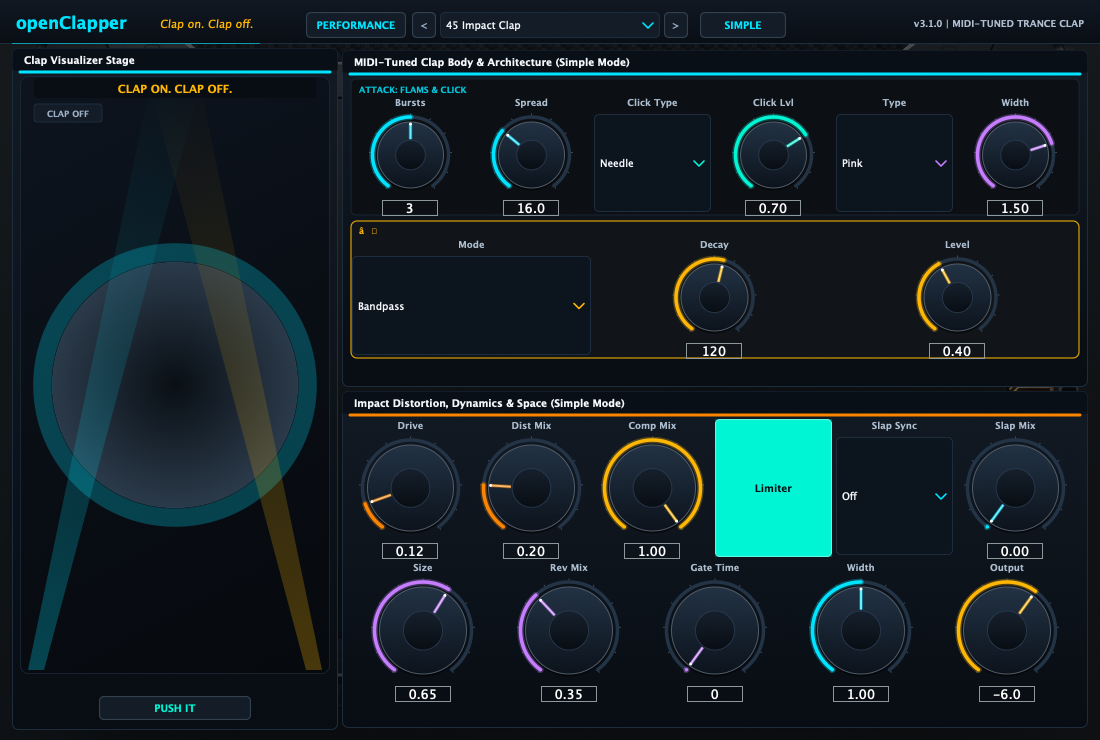 openClapper
Clap on. Clap off.
PERFORMANCE
<
45 Impact Clap
>
SIMPLE
v3.1.0 | MIDI-TUNED TRANCE CLAP
Clap Visualizer Stage
CLAP ON. CLAP OFF.
CLAP OFF
PUSH IT
MIDI-Tuned Clap Body & Architecture (Simple Mode)
ATTACK: FLAMS & CLICK
Bursts
Spread
Click Type
Click Lvl
Type
Width
Needle
Pink
3
16.0
0.70
1.50
â
Mode
Decay
Level
Bandpass
120
0.40
Impact Distortion, Dynamics & Space (Simple Mode)
Drive
Dist Mix
Comp Mix
Slap Sync
Slap Mix
Limiter
Off
0.12
0.20
1.00
0.00
Size
Rev Mix
Gate Time
Width
Output
0.65
0.35
0
1.00
-6.0